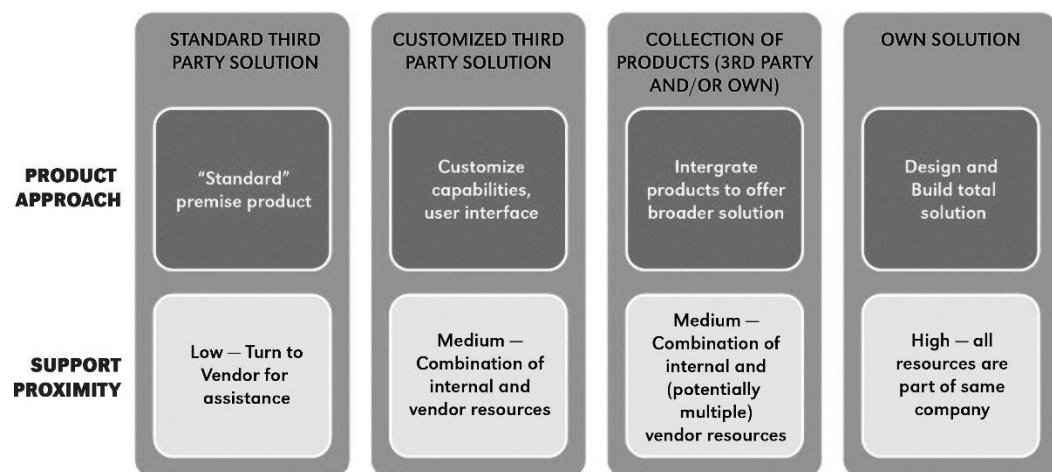 STANDARD THIRD
PARTY SOLUTION
CUSTOMIZED THIRD
PARTY SOLUTION
COLLECTION OF
PRODUCTS (3RD PARTY
AND/OR OWN)
OWN SOLUTION
PRODUCT
APPROACH
“Standard”
premise product
Customize
capabilities,
user interface
Intergrate
products to offer
broader solution
Design and
Build total
solution
SUPPORT
PROXIMITY
Low — Turn to
Vendor for
assistance
Medium —
Combination of
internal and
vendor resources
Medium —
Combination of
internal and
(potentially
multiple)
vendor resources
High — all
resources are
part of same
company